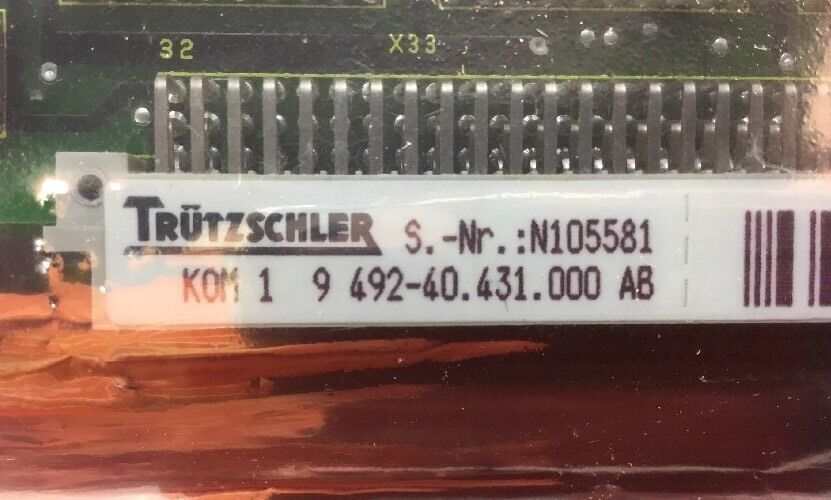 32 X33
TRÜTZSCHLER S.-Nr.:N105581
KOM 1 9 492-40.431.000 AB